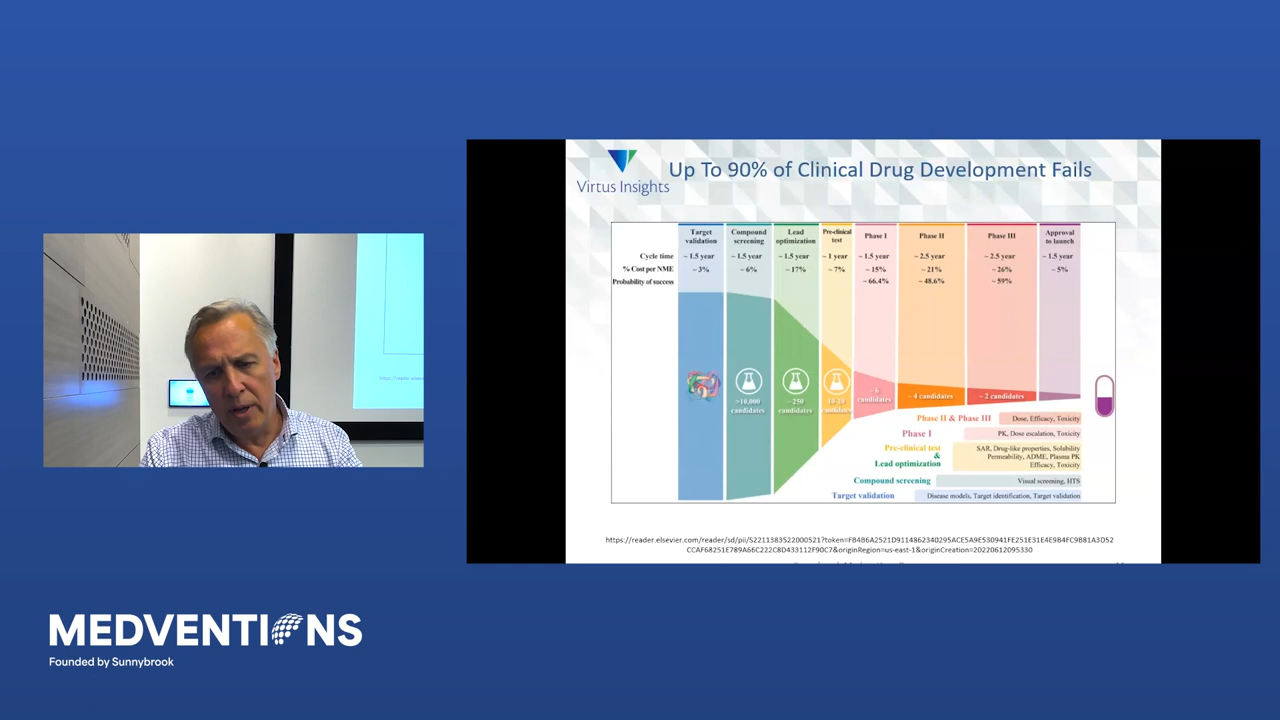 Virtus Insights
Up To 90% of Clinical Drug Development Fails
Target validation
Compound screening
Lead optimization
Pre-clinical test
Phase I
Phase II
Phase III
Approval to launch
Cycle time ~ 1.5 year ~ 1.5 year ~ 1.5 year ~ 1 year ~ 1.5 year ~ 2.5 year ~ 2.5 year ~ 1.5 year
% Cost per NME ~ 3% ~ 6% ~ 17% ~ 7% ~ 15% ~ 21% ~ 26% ~ 5%
Probability of success ~ 66.4% ~ 48.6% ~ 59%
>10,000 candidates
~250 candidates
10-20 candidates
~ 6 candidates
~ 4 candidates
~ 2 candidates
Phase II & Phase III Dose, Efficacy, Toxicity
Phase I PK, Dose escalation, Toxicity
Pre-clinical test
&
Lead optimization
SAR, Drug-like properties, Solubility
Permeability, ADME, Plasma PK
Efficacy, Toxicity
Compound screening Visual screening, HTS
Target validation Disease models, Target identification, Target validation
https://reader.elsevier.com/reader/sd/pii/S2211383522000521?token=FB4B6A2521D9114862340295ACE5A9E530941FE251E31E4E9B4FC9B81A3D52
CCAF68251E789A66C222C8D433112F90C7&originRegion=us-east-1&originCreation=20220612095330
MEDVENTIONS
Founded by Sunnybrook